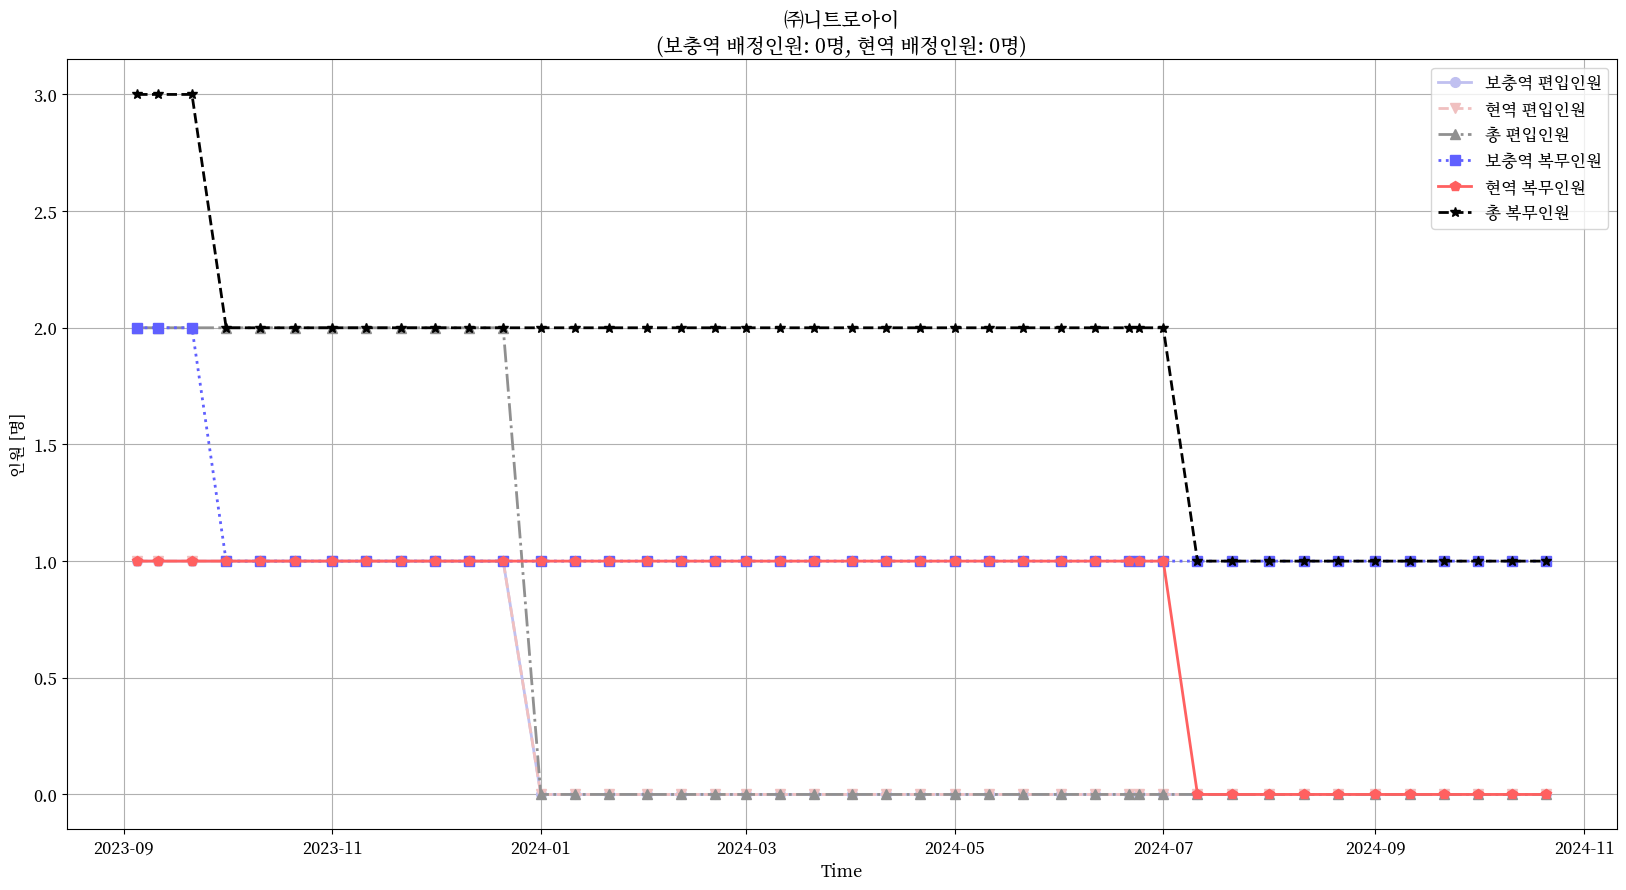 ㈜니트로아이
(보충역 배정인원: 0명, 현역 배정인원: 0명)
보충역 편입인원
현역 편입인원
총 편입인원
보충역 복무인원
현역 복무인원
총 복무인원
인원 [명]
3.0
2.5
2.0
1.5
1.0
0.5
0.0
2023-09
2023-11
2024-01
2024-03
2024-05
2024-07
2024-09
2024-11
Time